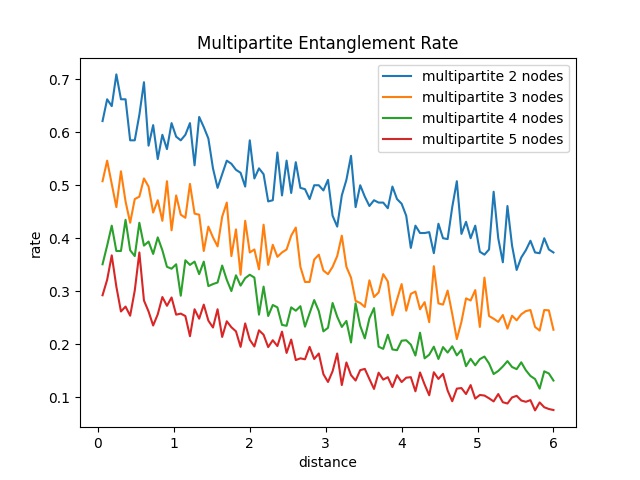 Multipartite Entanglement Rate
multipartite 2 nodes
multipartite 3 nodes
multipartite 4 nodes
multipartite 5 nodes
rate
0.7
0.6
0.5
0.4
0.3
0.2
0.1
0 1 2 3 4 5 6
distance